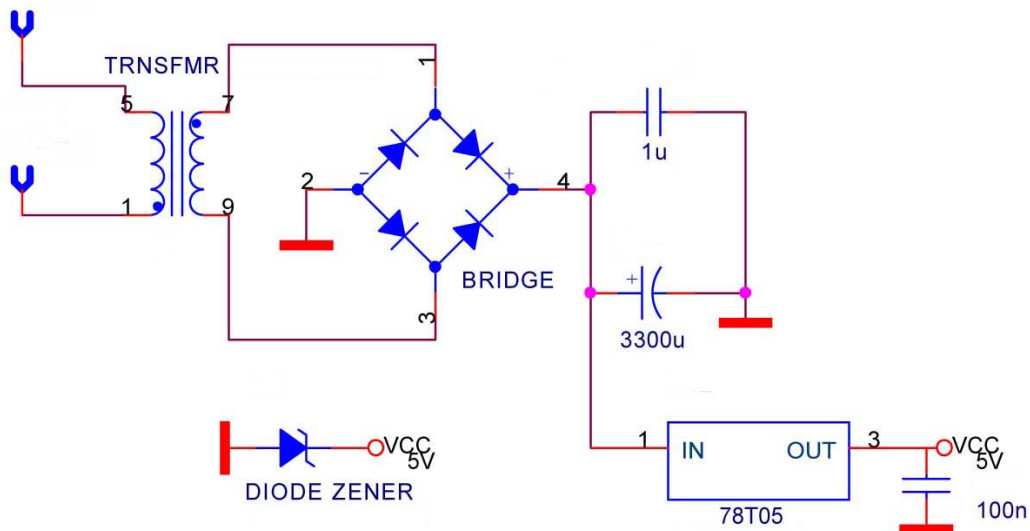 TRNSFMR
5
7
1
1
9
2
-
+
4
3
BRIDGE
1u
+
3300u
1
IN
OUT
3
VCC
5V
78T05
100n
VCC
5V
DIODE ZENER